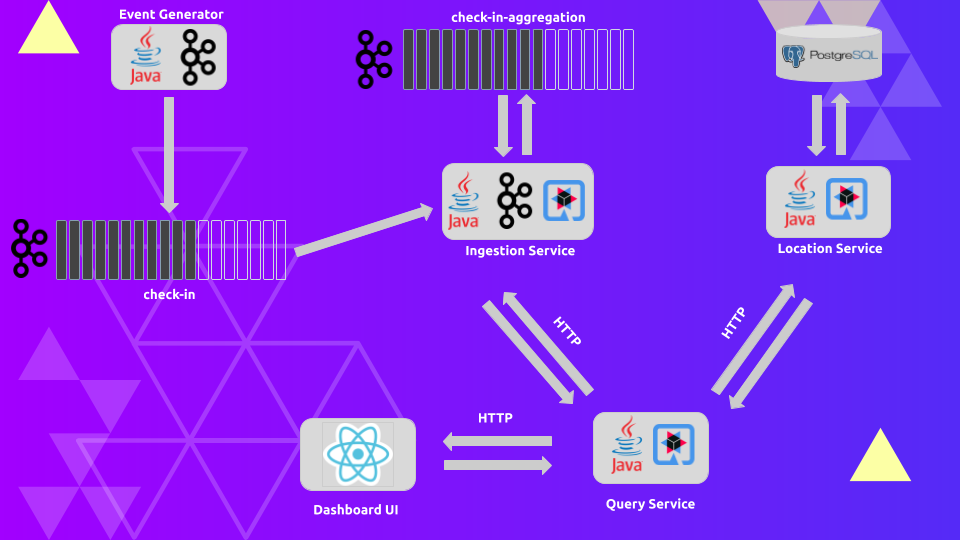 Event Generator
Java
check-in-aggregation
PostgreSQL
Java
Ingestion Service
Java
Location Service
check-in
HTTP
HTTP
HTTP
Java
Dashboard UI
Query Service